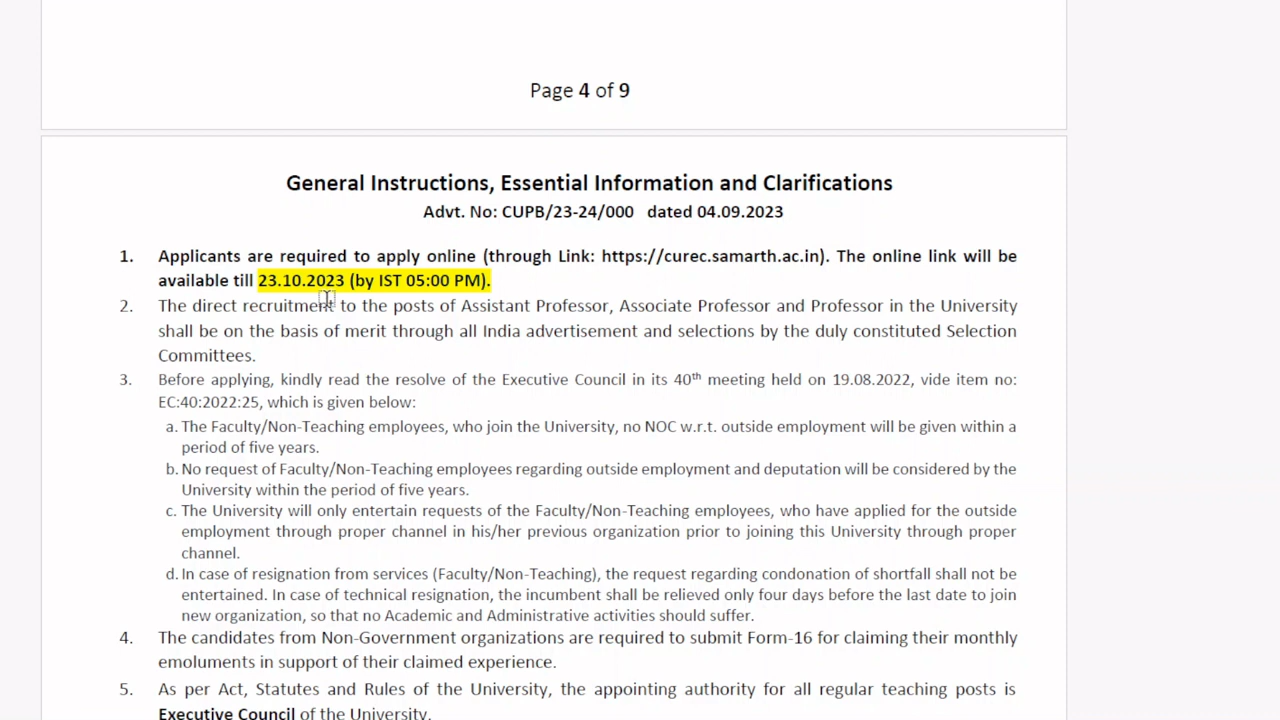 Page 4 of 9
General Instructions, Essential Information and Clarifications
Advt. No: CUPB/23-24/000 dated 04.09.2023
1. Applicants are required to apply online (through Link: https://curec.samarth.ac.in). The online link will be
available till 23.10.2023 (by IST 05:00 PM).
2. The direct recruitment to the posts of Assistant Professor, Associate Professor and Professor in the University
shall be on the basis of merit through all India advertisement and selections by the duly constituted Selection
Committees.
3. Before applying, kindly read the resolve of the Executive Council in its 40th meeting held on 19.08.2022, vide item no:
EC:40:2022:25, which is given below:
a. The Faculty/Non-Teaching employees, who join the University, no NOC w.r.t. outside employment will be given within a
period of five years.
b. No request of Faculty/Non-Teaching employees regarding outside employment and deputation will be considered by the
University within the period of five years.
c. The University will only entertain requests of the Faculty/Non-Teaching employees, who have applied for the outside
employment through proper channel in his/her previous organization prior to joining this University through proper
channel.
d. In case of resignation from services (Faculty/Non-Teaching), the request regarding condonation of shortfall shall not be
entertained. In case of technical resignation, the incumbent shall be relieved only four days before the last date to join
new organization, so that no Academic and Administrative activities should suffer.
4. The candidates from Non-Government organizations are required to submit Form-16 for claiming their monthly
emoluments in support of their claimed experience.
5. As per Act, Statutes and Rules of the University, the appointing authority for all regular teaching posts is
Executive Council of the University.